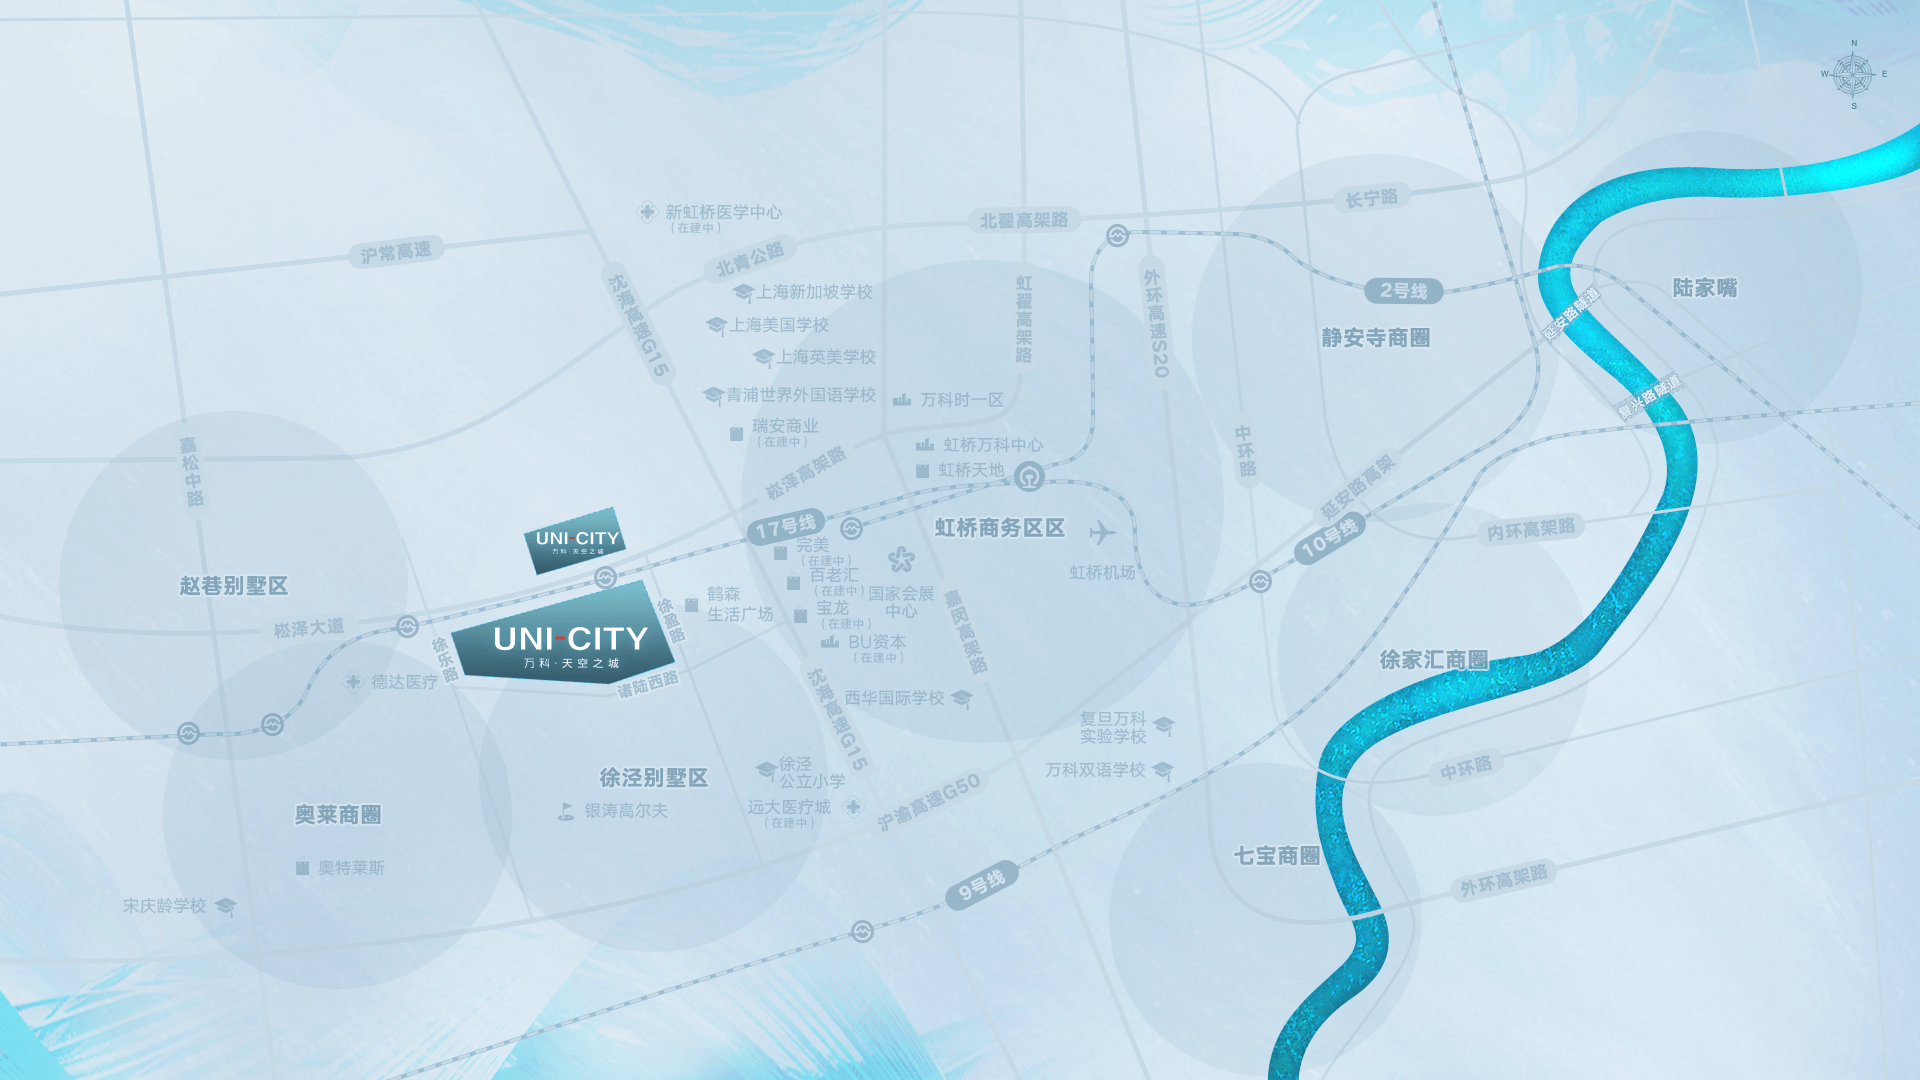 N
W
E
S
新虹桥医学中心
(在建中)
长宁路
北翟高架路
沪常高速
北青公路
沈海高速G15
虹翟高架路
外环高速S20
上海新加坡学校
2号线
陆家嘴
延安路隧道
上海美国学校
静安寺商圈
上海英美学校
青浦世界外国语学校
万科时一区
复兴路隧道
瑞安商业
(在建中)
嘉松中路
虹桥万科中心
中环路
崧泽高架路
虹桥天地
延安路高架
17号线
虹桥商务区区
10号线
内环高架路
UNI-CITY
万科·天空之城
完美
(在建中)
虹桥机场
百老汇
(在建中)
赵巷别墅区
鹤森
生活广场
国家会展
中心
宝龙
(在建中)
徐盈路
嘉闵高架路
崧泽大道
UNI-CITY
万科·天空之城
BU资本
(在建中)
徐乐路
徐家汇商圈
德达医疗
诸陆西路
沈海高速G15
西华国际学校
复旦万科
实验学校
徐泾别墅区
徐泾
公立小学
万科双语学校
中环路
银涛高尔夫
远大医疗城
(在建中)
沪渝高速G50
奥莱商圈
七宝商圈
奥特莱斯
9号线
外环高架路
宋庆龄学校